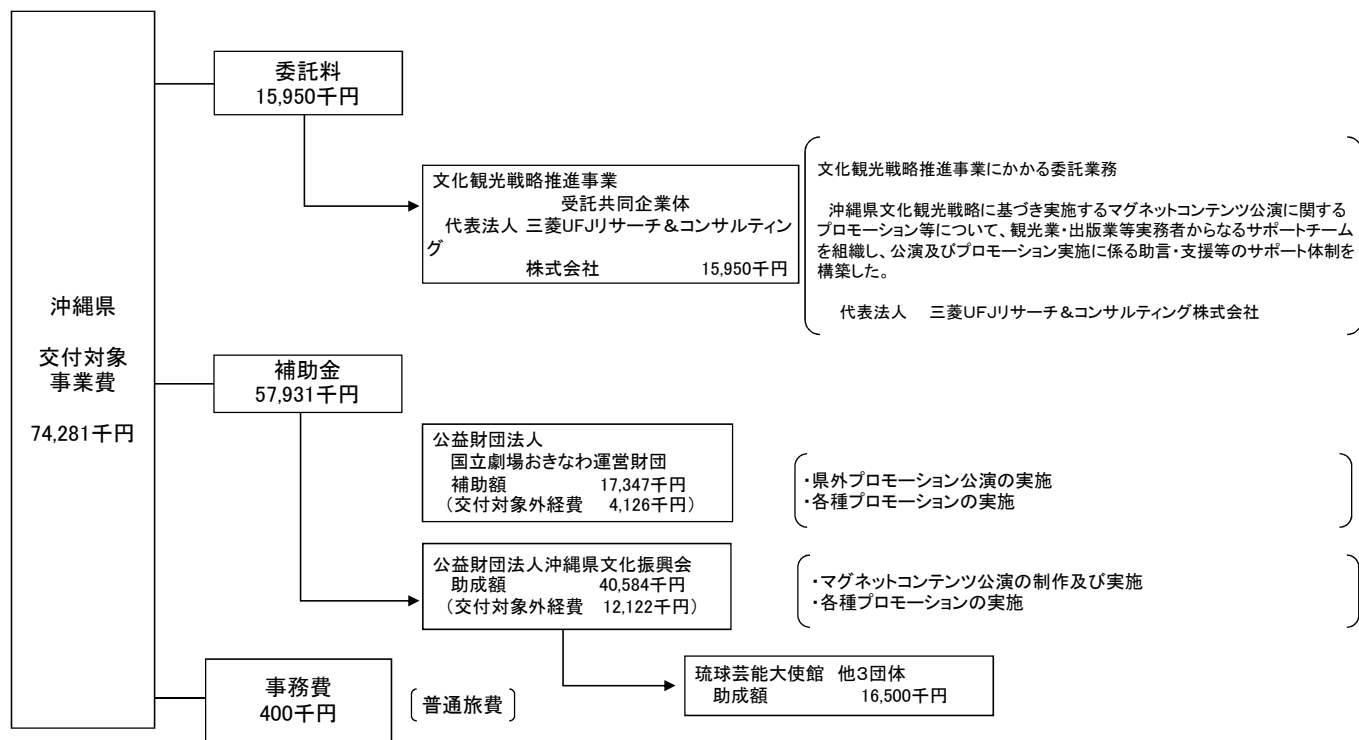 沖縄県
交付対象
事業費
74,281千円
委託料
15,950千円
文化観光戦略推進事業
受託共同企業体
代表法人 三菱UFJリサーチ&コンサルティン
グ
株式会社 15,950千円
文化観光戦略推進事業にかかる委託業務
沖縄県文化観光戦略に基づき実施するマグネットコンテンツ公演に関する
プロモーション等について、観光業・出版業等実務者からなるサポートチーム
を組織し、公演及びプロモーション実施に係る助言・支援等のサポート体制を
構築した。
代表法人 三菱UFJリサーチ&コンサルティング株式会社
補助金
57,931千円
公益財団法人
国立劇場おきなわ運営財団
補助額 17,347千円
(交付対象外経費 4,126千円)
・県外プロモーション公演の実施
・各種プロモーションの実施
公益財団法人沖縄県文化振興会
助成額 40,584千円
(交付対象外経費 12,122千円)
・マグネットコンテンツ公演の制作及び実施
・各種プロモーションの実施
琉球芸能大使館 他3団体
助成額 16,500千円
事務費
400千円
普通旅費